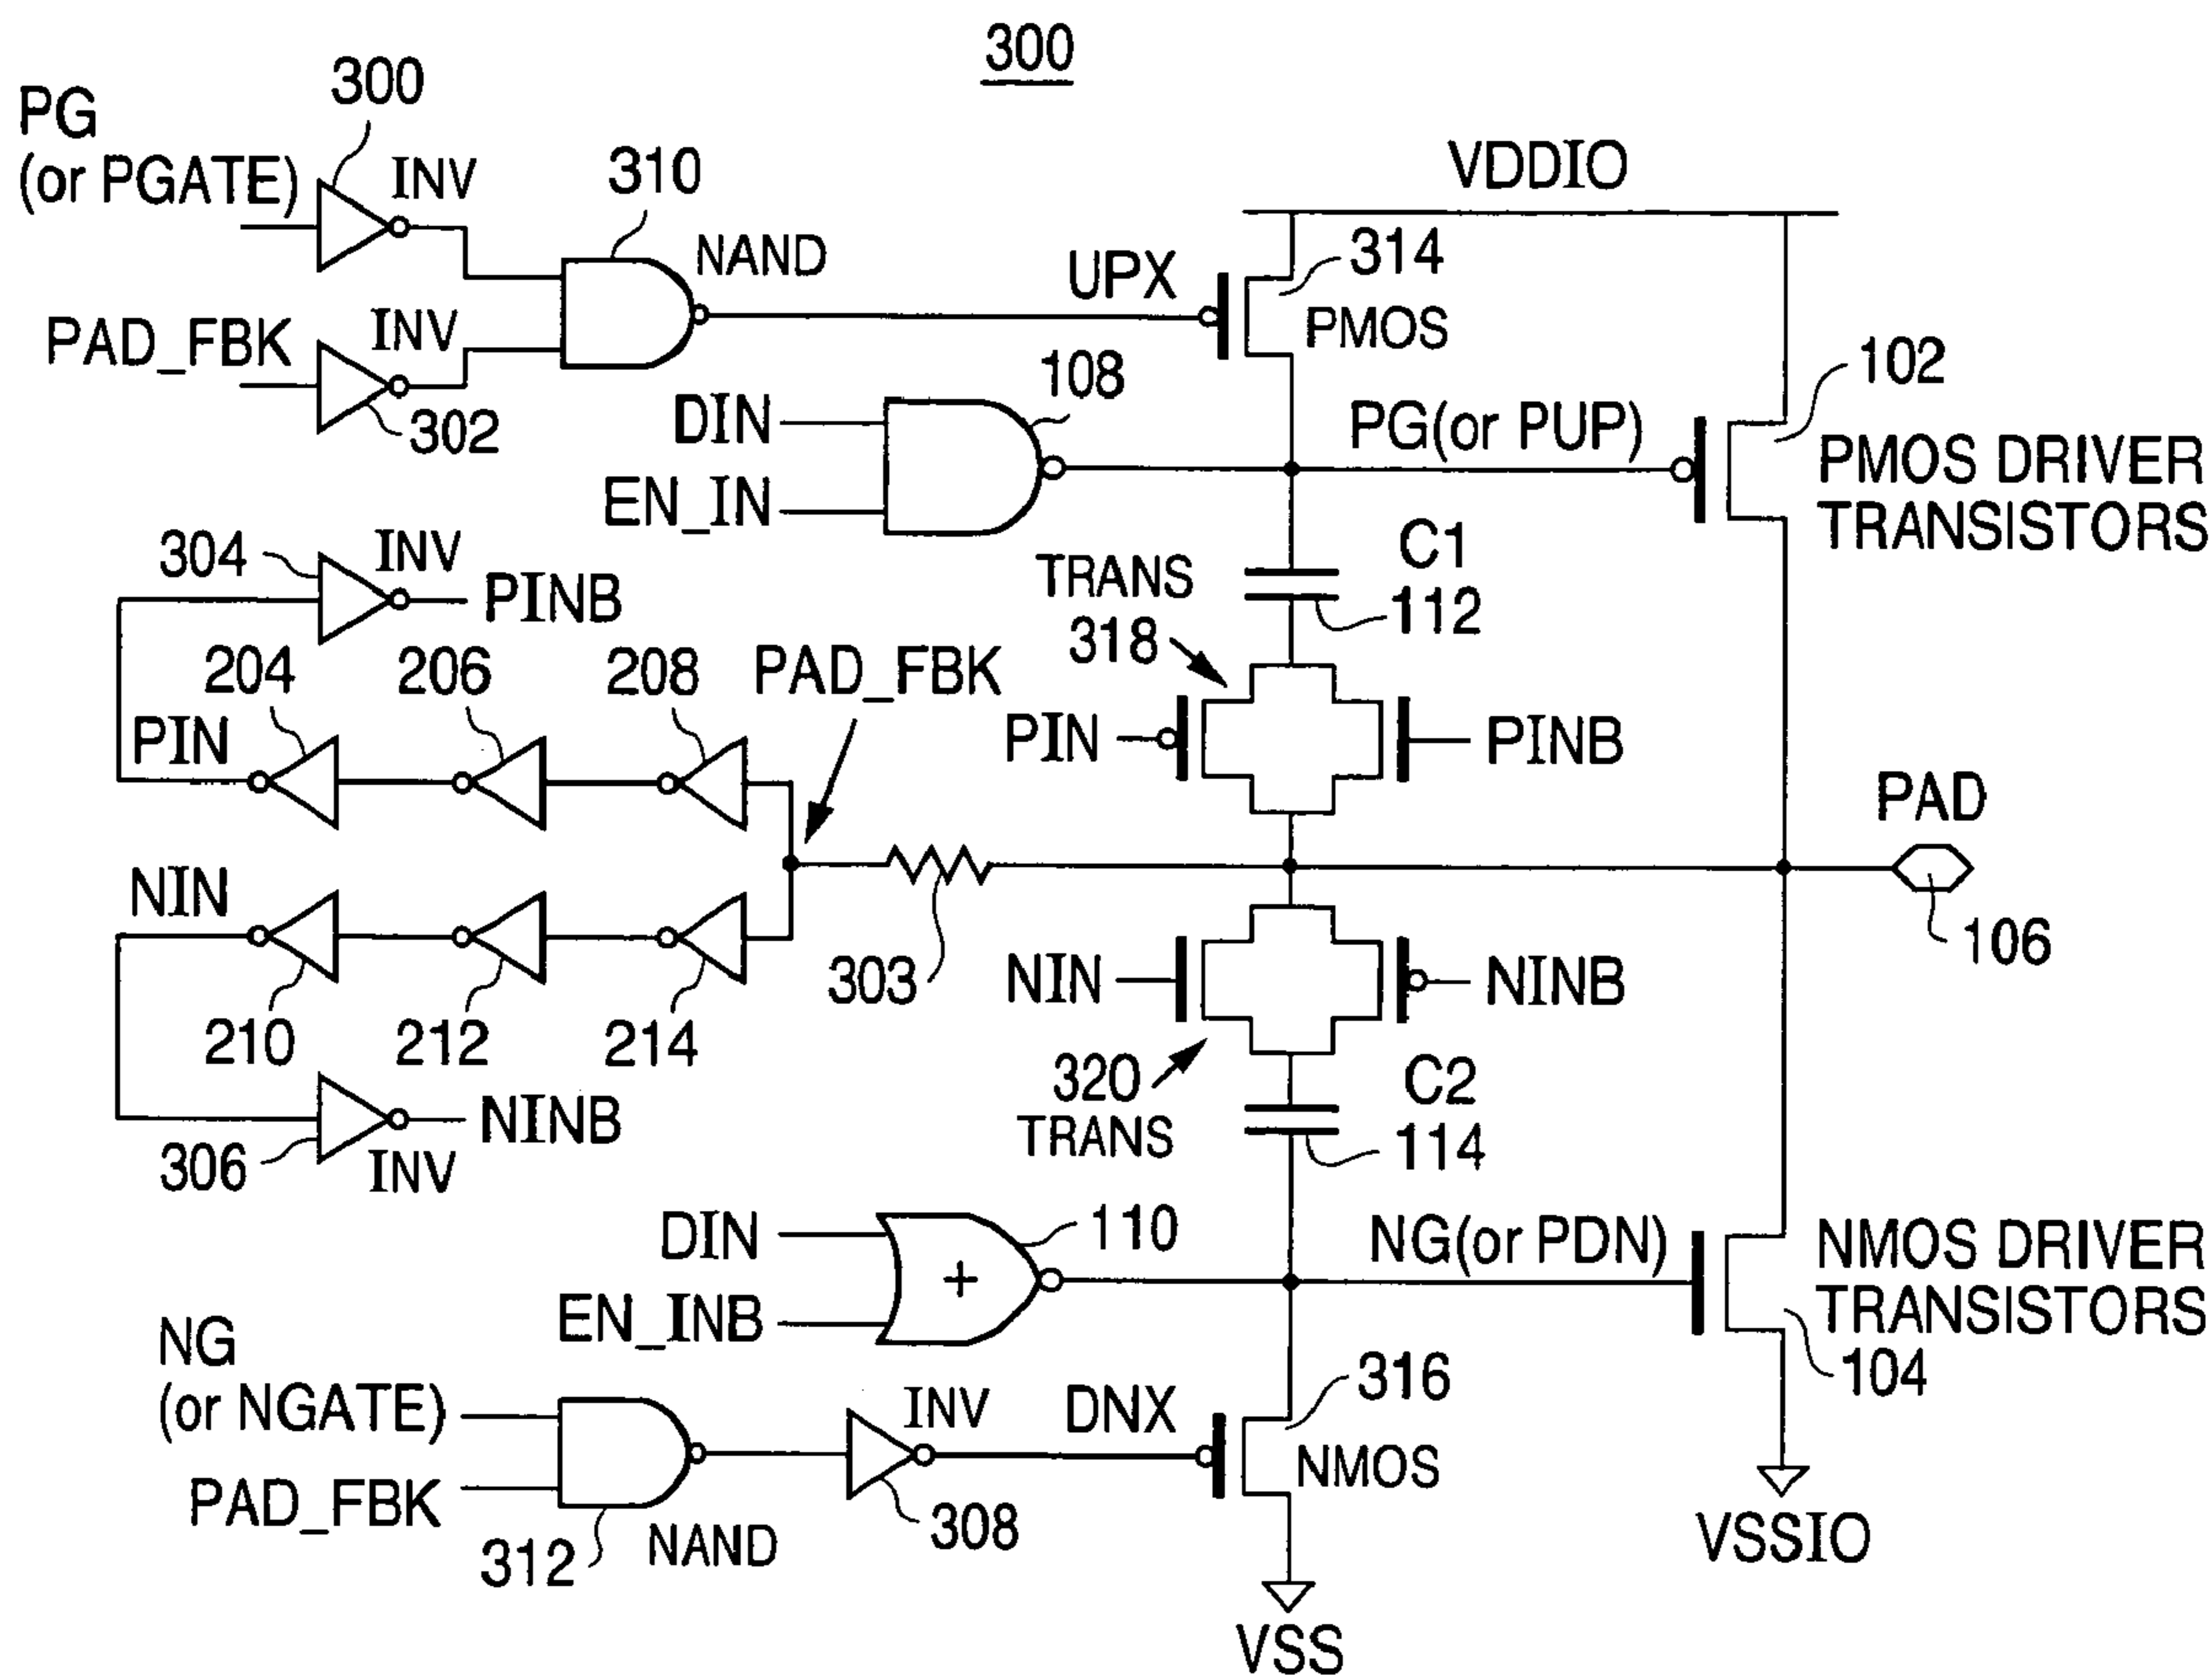 300
PG
(or PGATE)
300
INV
310
NAND
PAD_FBK
INV
302
UPX
VDDIO
314
PMOS
102
PMOS DRIVER
TRANSISTORS
DIN
EN_IN
108
PG(or PUP)
C1
112
304
INV
PINB
TRANS
318
204
206
208
PAD_FBK
PIN
PIN
PINB
PAD
106
NIN
303
NIN
NINB
210
212
214
320
TRANS
C2
114
306
INV
NINB
DIN
EN_INB
+
110
NG(or PDN)
NMOS DRIVER
TRANSISTORS
104
NG
(or NGATE)
PAD_FBK
312
NAND
INV
308
DNX
316
NMOS
VSSIO
VSS